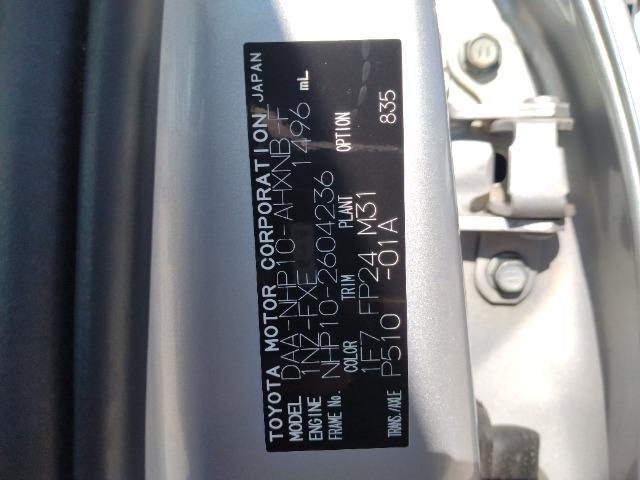 TOYOTA MOTOR CORPORATION JAPAN
MODEL DAA-NHP10-AHXNB-F
ENGINE 1NZ-FXE 1496 mL
FRAME No. NHP10-2604236
COLOR TRIM PLANT OPTION
1F7 FP24 M31 835
TRANS./AXLE P510 -01A